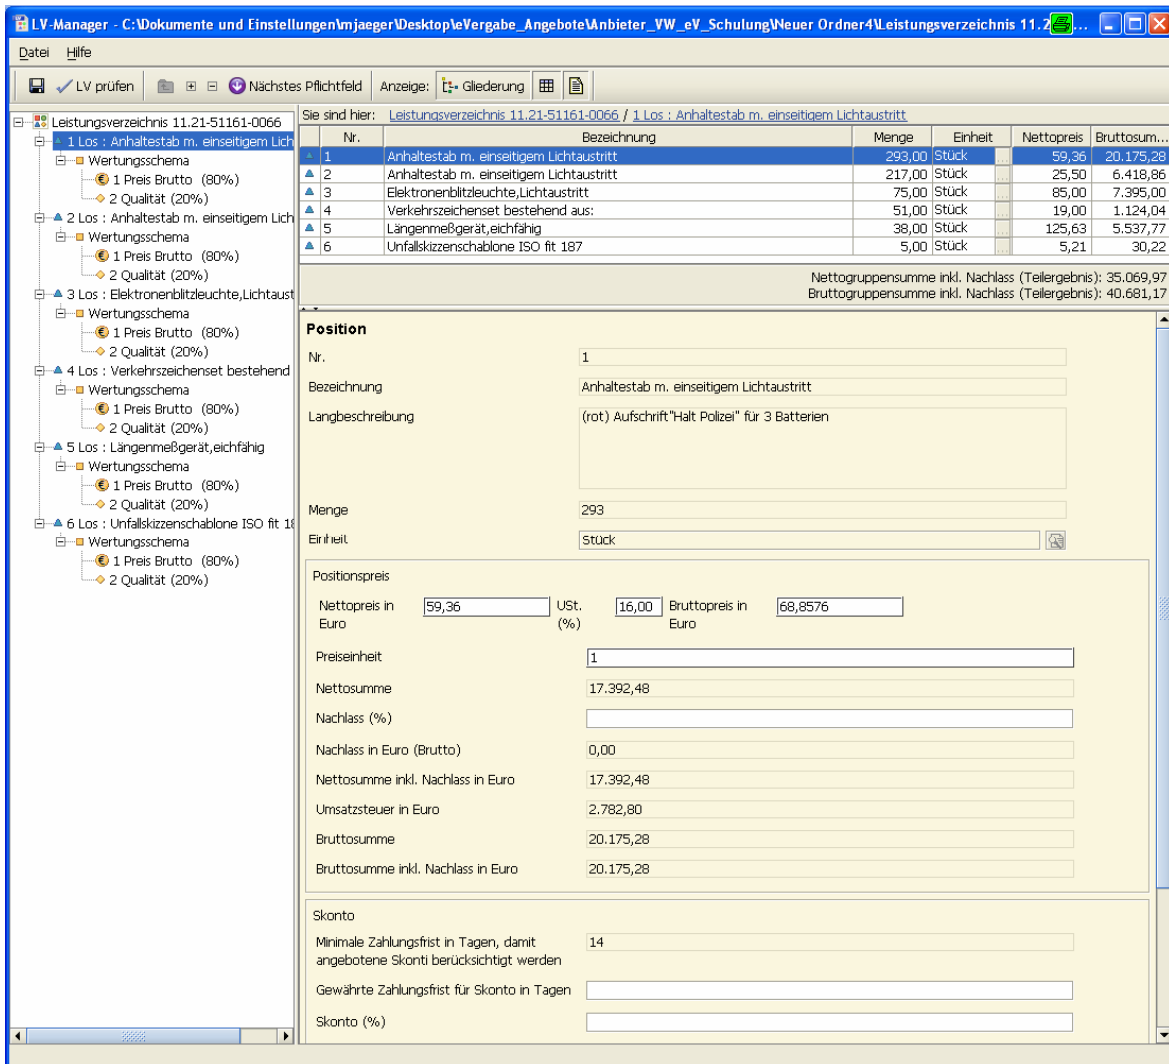 LV-Manager - C:\Dokumente und Einstellungen\mjaeger\Desktop\eVergabe_Angebote\Anbieter_VW_eV_Schulung\Neuer Ordner4\Leistungsverzeichnis 11.2...
Datei Hilfe
LV prüfen Nächstes Pflichtfeld Anzeige: Gliederung
Leistungsverzeichnis 11.21-51161-0066
1 Los : Anhaltestab m. einseitigem Lich
Wertungsschema
1 Preis Brutto (80%)
2 Qualität (20%)
2 Los : Anhaltestab m. einseitigem Lich
Wertungsschema
1 Preis Brutto (80%)
2 Qualität (20%)
3 Los : Elektronenblitzleuchte,Lichtaust
Wertungsschema
1 Preis Brutto (80%)
2 Qualität (20%)
4 Los : Verkehrszeichenset bestehend
Wertungsschema
1 Preis Brutto (80%)
2 Qualität (20%)
5 Los : Längenmeßgerät,eichfähig
Wertungsschema
1 Preis Brutto (80%)
2 Qualität (20%)
6 Los : Unfallskizzenschablone ISO fit 18
Wertungsschema
1 Preis Brutto (80%)
2 Qualität (20%)
Sie sind hier: Leistungsverzeichnis 11.21-51161-0066 / 1 Los : Anhaltestab m. einseitigem Lichtaustritt
Nr. Bezeichnung Menge Einheit Nettopreis Bruttosum...
1 Anhaltestab m. einseitigem Lichtaustritt 293,00 Stück ... 59,36 20.175,28
2 Anhaltestab m. einseitigem Lichtaustritt 217,00 Stück ... 25,50 6.418,86
3 Elektronenblitzleuchte,Lichtaustritt 75,00 Stück ... 85,00 7.395,00
4 Verkehrszeichenset bestehend aus: 51,00 Stück ... 19,00 1.124,04
5 Längenmeßgerät,eichfähig 38,00 Stück ... 125,63 5.537,77
6 Unfallskizzenschablone ISO fit 187 5,00 Stück ... 5,21 30,22
Nettogruppensumme inkl. Nachlass (Teilergebnis): 35.069,97
Bruttogruppensumme inkl. Nachlass (Teilergebnis): 40.681,17
Position
Nr. 1
Bezeichnung Anhaltestab m. einseitigem Lichtaustritt
Langbeschreibung (rot) Aufschrift"Halt Polizei" für 3 Batterien
Menge 293
Einheit Stück
Positionspreis
Nettopreis in Euro 59,36 USt. (%) 16,00 Bruttopreis in Euro 68,8576
Preiseinheit 1
Nettosumme 17.392,48
Nachlass (%)
Nachlass in Euro (Brutto) 0,00
Nettosumme inkl. Nachlass in Euro 17.392,48
Umsatzsteuer in Euro 2.782,80
Bruttosumme 20.175,28
Bruttosumme inkl. Nachlass in Euro 20.175,28
Skonto
Minimale Zahlungsfrist in Tagen, damit 14
angebotene Skonti berücksichtigt werden
Gewährte Zahlungsfrist für Skonto in Tagen
Skonto (%)